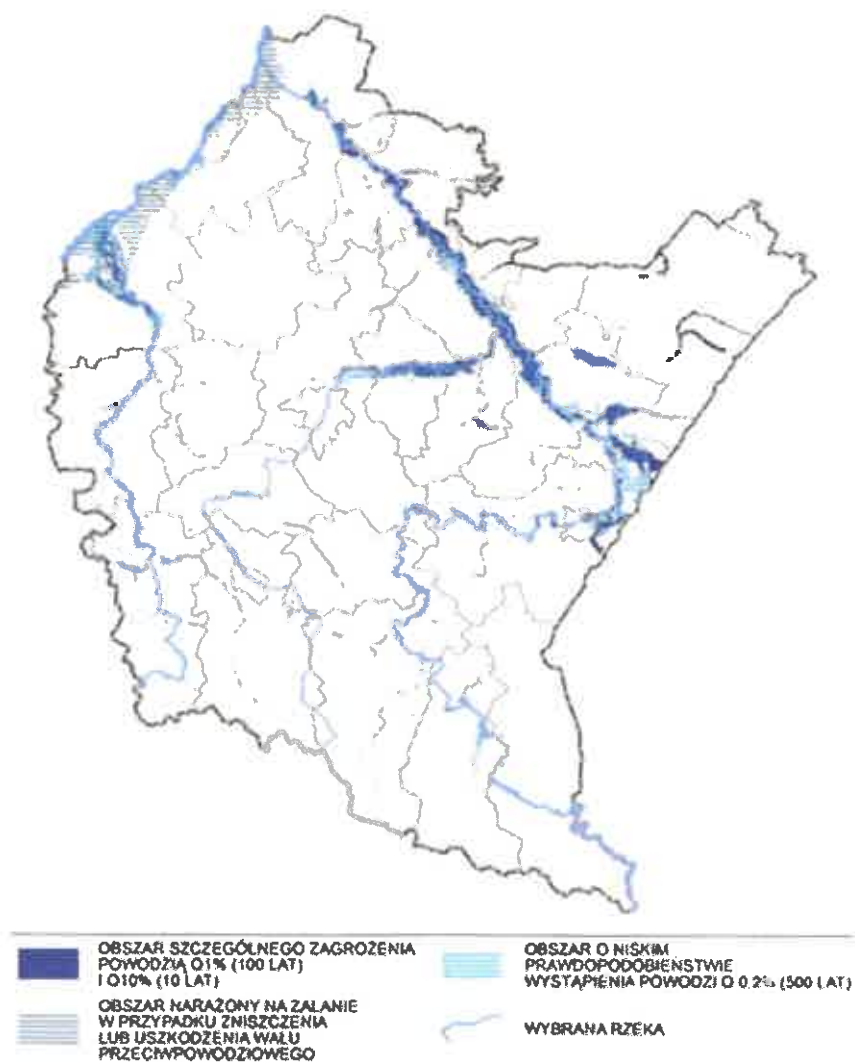 OBSZAR SZCZEGÓLNEGO ZAGROŻENIA
POWODZIĄ Q1% (100 LAT)
I Q10% (10 LAT)
OBSZAR NARAŻONY NA ZALANIE
W PRZYPADKU ZNISZCZENIA
LUB USZKODZENIA WAŁU
PRZECIWPOWODZIOWEGO
OBSZAR O NISKIM
PRAWDOPODOBIEŃSTWIE
WYSTĄPIENIA POWODZI Q 0,2% (500 LAT)
WYBRANA RZEKA